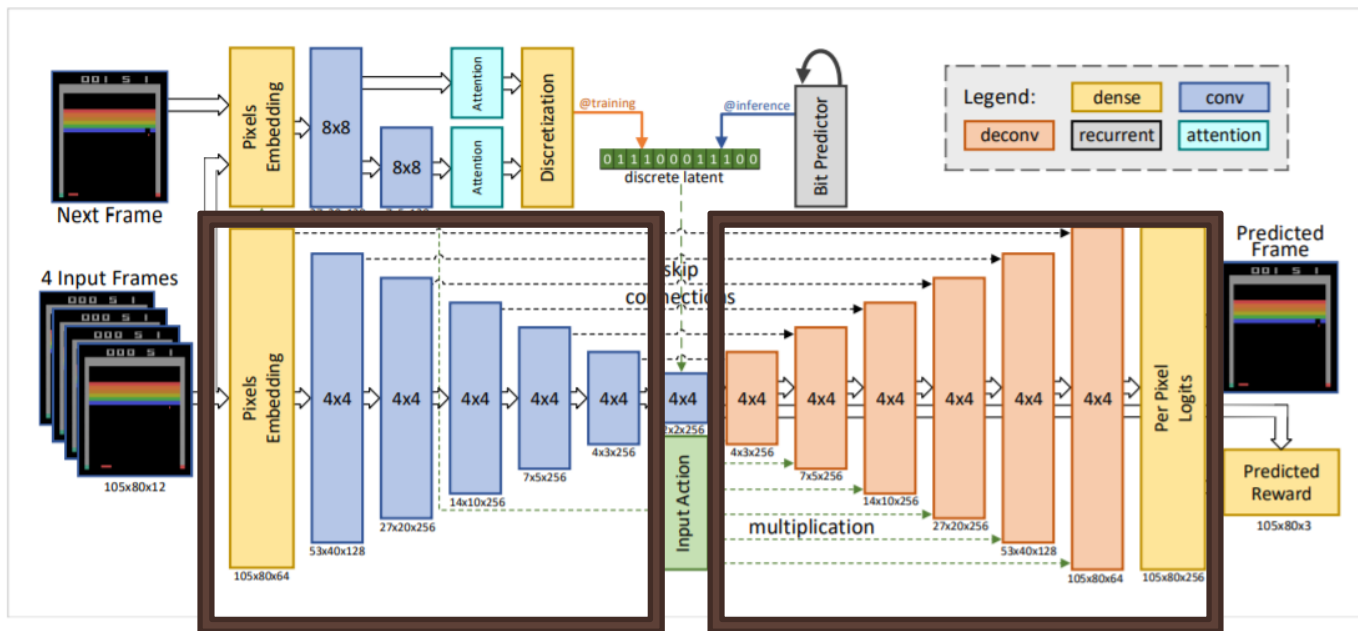 Next Frame
4 Input Frames
105x80x12
Pixels
Embedding
8x8
8x8
Attention
Attention
Discretization
@training
@inference
0 1 1 1 0 0 0 1 1 1 0 0
discrete latent
Bit Predictor
Legend:
dense
conv
deconv
recurrent
attention
Pixels
Embedding
105x80x64
4x4
53x40x128
4x4
27x20x256
4x4
14x10x256
4x4
7x5x256
4x4
4x3x256
skip
connections
4x4
2x2x256
Input Action
multiplication
4x4
4x3x256
4x4
7x5x256
4x4
14x10x256
4x4
27x20x256
4x4
53x40x128
4x4
105x80x64
Per Pixel
Logits
105x80x256
Predicted
Frame
Predicted
Reward
105x80x3